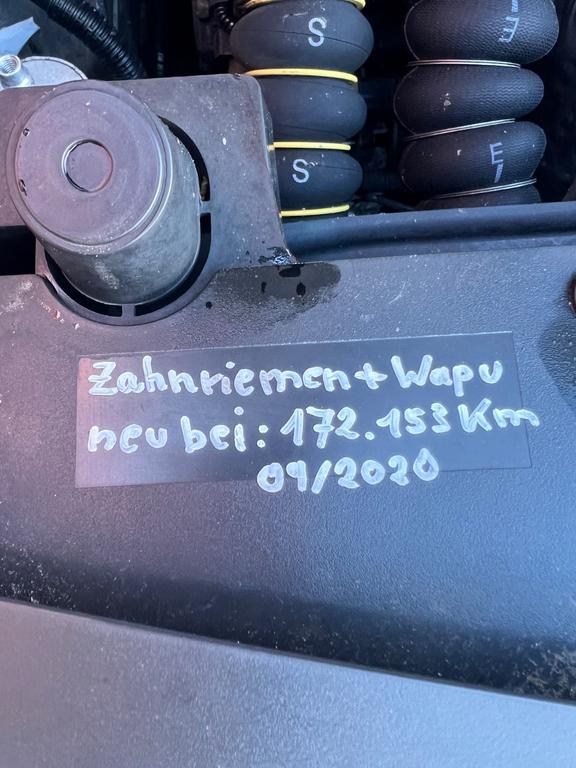 S
E
S
E
Zahnriemen + Wapu
neu bei: 172.153 Km
09/2020